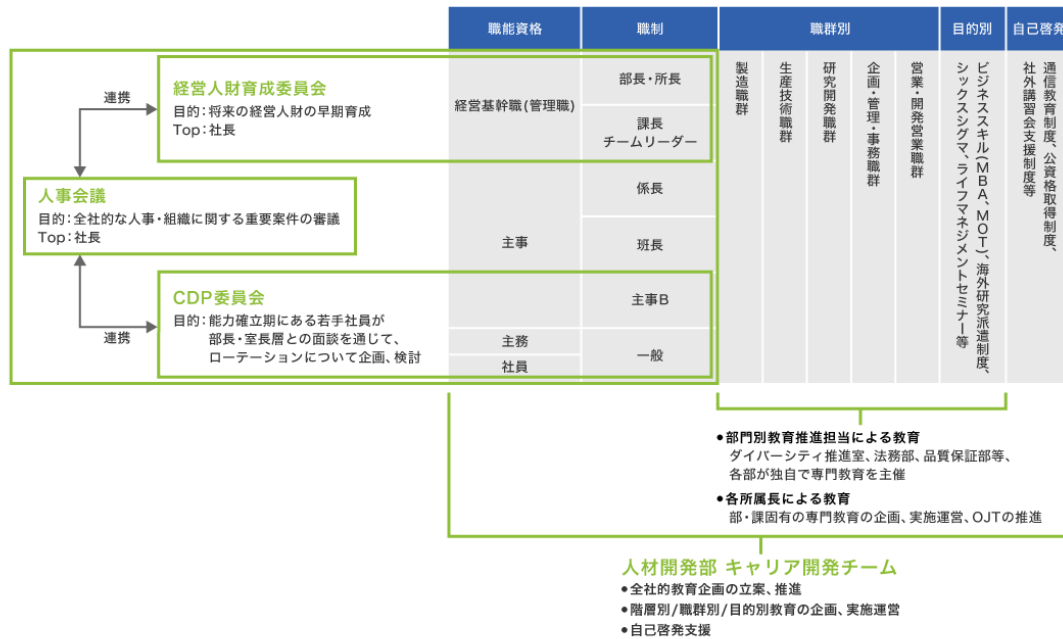 職能資格
職制
職群別
目的別
自己啓発
経営人財育成委員会
目的：将来の経営人財の早期育成
Top：社長
連携
人事会議
目的：全社的な人事・組織に関する重要案件の審議
Top：社長
CDP委員会
目的：能力確立期にある若手社員が
部長・室長層との面談を通じて、
ローテーションについて企画、検討
連携
経営基幹職(管理職)
主事
主務
社員
部長・所長
課長
チームリーダー
係長
班長
主事B
一般
製造職群
生産技術職群
研究開発職群
企画・管理・事務職群
営業・開発営業職群
ビジネススキル(MBA、MOT)、海外研究派遣制度、
シックスシグマ、ライフマネジメントセミナー等
通信教育制度、公資格取得制度、
社外講習会支援制度等
●部門別教育推進担当による教育
ダイバーシティ推進室、法務部、品質保証部等、
各部が独自で専門教育を主催
●各所属長による教育
部・課固有の専門教育の企画、実施運営、OJTの推進
人材開発部 キャリア開発チーム
●全社的教育企画の立案、推進
●階層別/職群別/目的別教育の企画、実施運営
●自己啓発支援